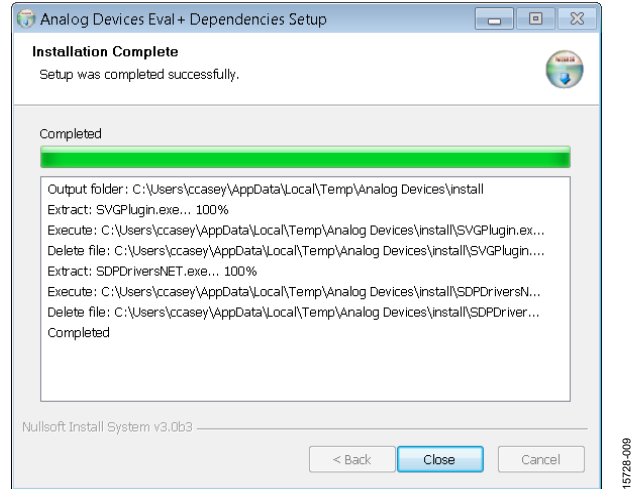 Analog Devices Eval+ Dependencies Setup
Installation Complete
Setup was completed successfully.
Completed
Output folder: C:\Users\ccasey\AppData\Local\Temp\Analog Devices\install
Extract: SVGPlugin.exe... 100%
Execute: C:\Users\ccasey\AppData\Local\Temp\Analog Devices\install\SVGPlugin.ex...
Delete file: C:\Users\ccasey\AppData\Local\Temp\Analog Devices\install\SVGPlugin....
Extract: SDPDriversNET.exe... 100%
Execute: C:\Users\ccasey\AppData\Local\Temp\Analog Devices\install\SDPDriversN...
Delete file: C:\Users\ccasey\AppData\Local\Temp\Analog Devices\install\SDPDriver...
Completed
Nullsoft Install System v3.0b3
< Back
Close
Cancel
15728-009